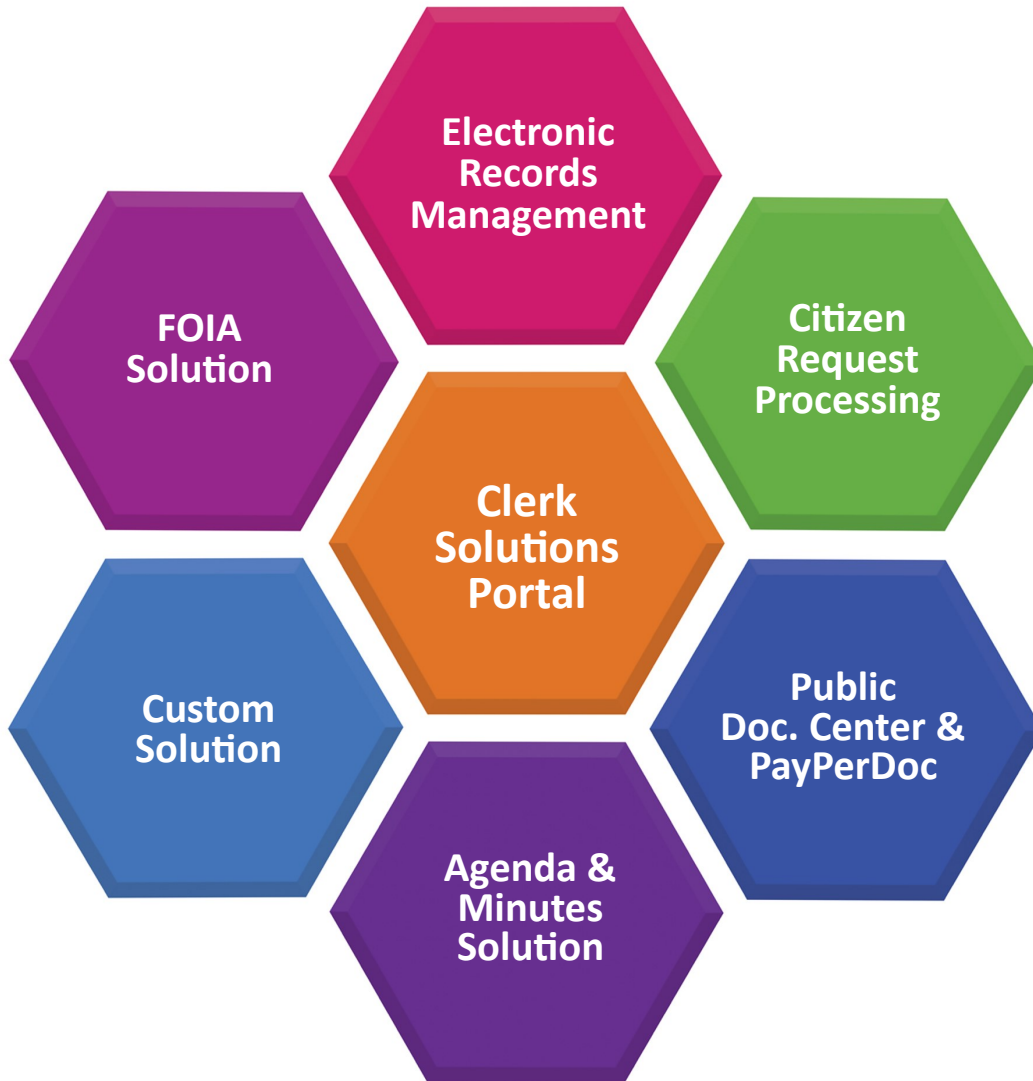 Electronic
Records
Management
FOIA
Solution
Citizen
Request
Processing
Clerk
Solutions
Portal
Custom
Solution
Public
Doc. Center &
PayPerDoc
Agenda &
Minutes
Solution